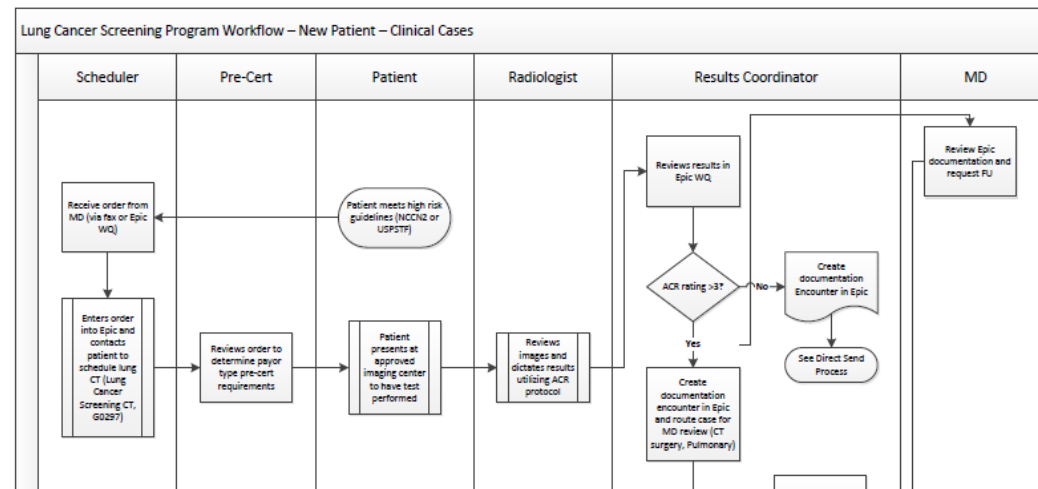 Lung Cancer Screening Program Workflow – New Patient – Clinical Cases
Scheduler
Pre-Cert
Patient
Radiologist
Results Coordinator
MD
Receive order from
MD (via fax or Epic
WQ)
Patient meets high risk
guidelines (NCCN2 or
USPSTF)
Enters order
into Epic and
contacts
patient to
schedule lung
CT (Lung
Cancer
Screening CT,
G0297)
Reviews order to
determine payor
type pre-cert
requirements
Patient
presents at
approved
imaging center
to have test
performed
Reviews
images and
dictates results
utilizing ACR
protocol
Reviews results in
Epic WQ
ACR rating >3?
No
Yes
Create
documentation
Encounter in Epic
See Direct Send
Process
Create
documentation
encounter in Epic
and route case for
MD review (CT
surgery, Pulmonary)
Review Epic
documentation and
request FU